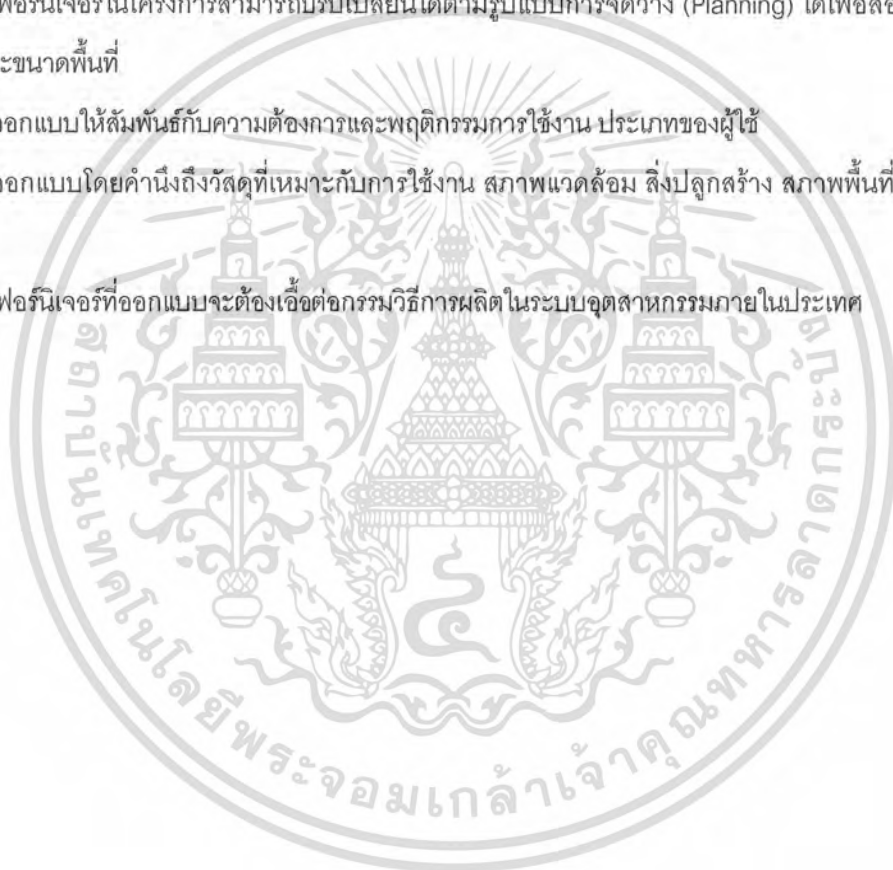 ฟอร์นิเจอร์ในโครงการสามารถปรับเปลี่ยนได้ตามรูปแบบการจัดวาง (Planning) ได้เพื่อ
ะขนาดพื้นที่
อกแบบให้สัมพันธ์กับความต้องการและพฤติกรรมการใช้งาน ประเภทของผู้ใช้
อกแบบโดยคำนึงถึงวัสดุที่เหมาะกับการใช้งาน สภาพแวดล้อม สิ่งปลูกสร้าง สภาพพื้นที่
ฟอร์นิเจอร์ที่ออกแบบจะต้องเอื้อต่อกรรมวิธีการผลิตในระบบอุตสาหกรรมภายในประเทศ
สถาบันเทคโนโลยีพระจอมเกล้าเจ้าคุณทหารลาดกระบัง